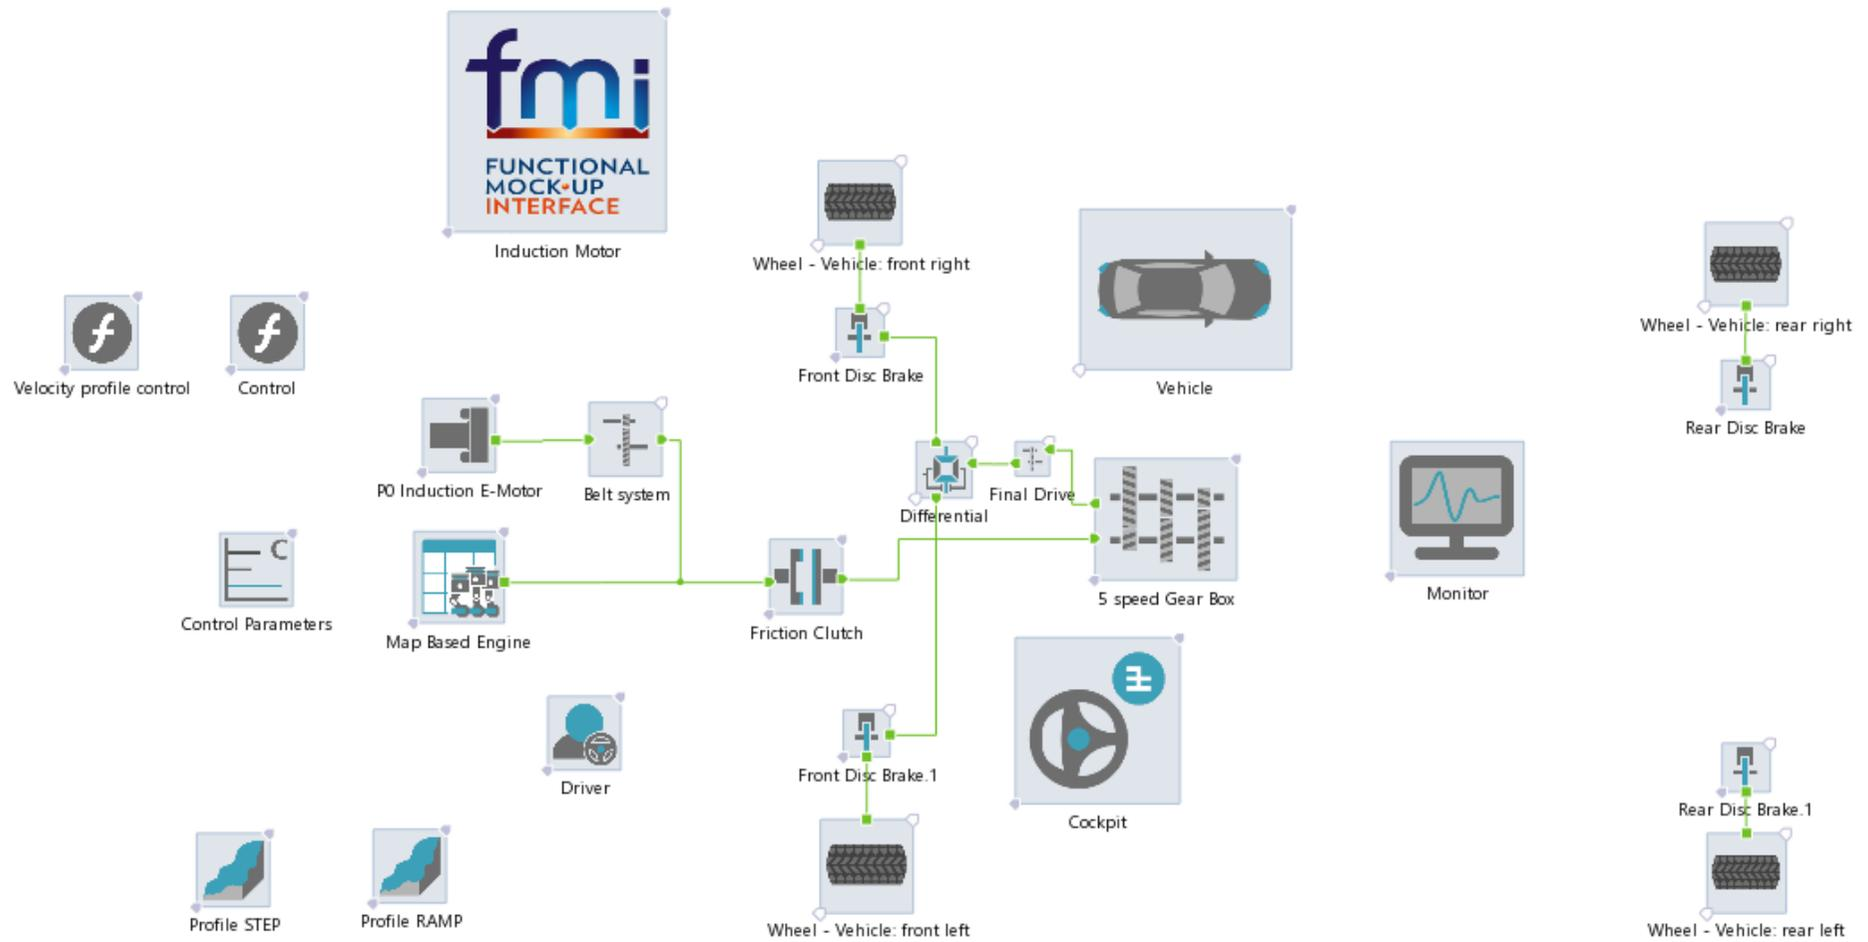 fmi
FUNCTIONAL
MOCK-UP
INTERFACE
Induction Motor
Wheel - Vehicle: front right
Wheel - Vehicle: rear right
Velocity profile control
Control
Front Disc Brake
Vehicle
Rear Disc Brake
P0 Induction E-Motor
Belt system
Final Drive
Differential
C
Control Parameters
Map Based Engine
Friction Clutch
5 speed Gear Box
Monitor
Driver
Front Disc Brake.1
Cockpit
Rear Disc Brake.1
Profile STEP
Profile RAMP
Wheel - Vehicle: front left
Wheel - Vehicle: rear left